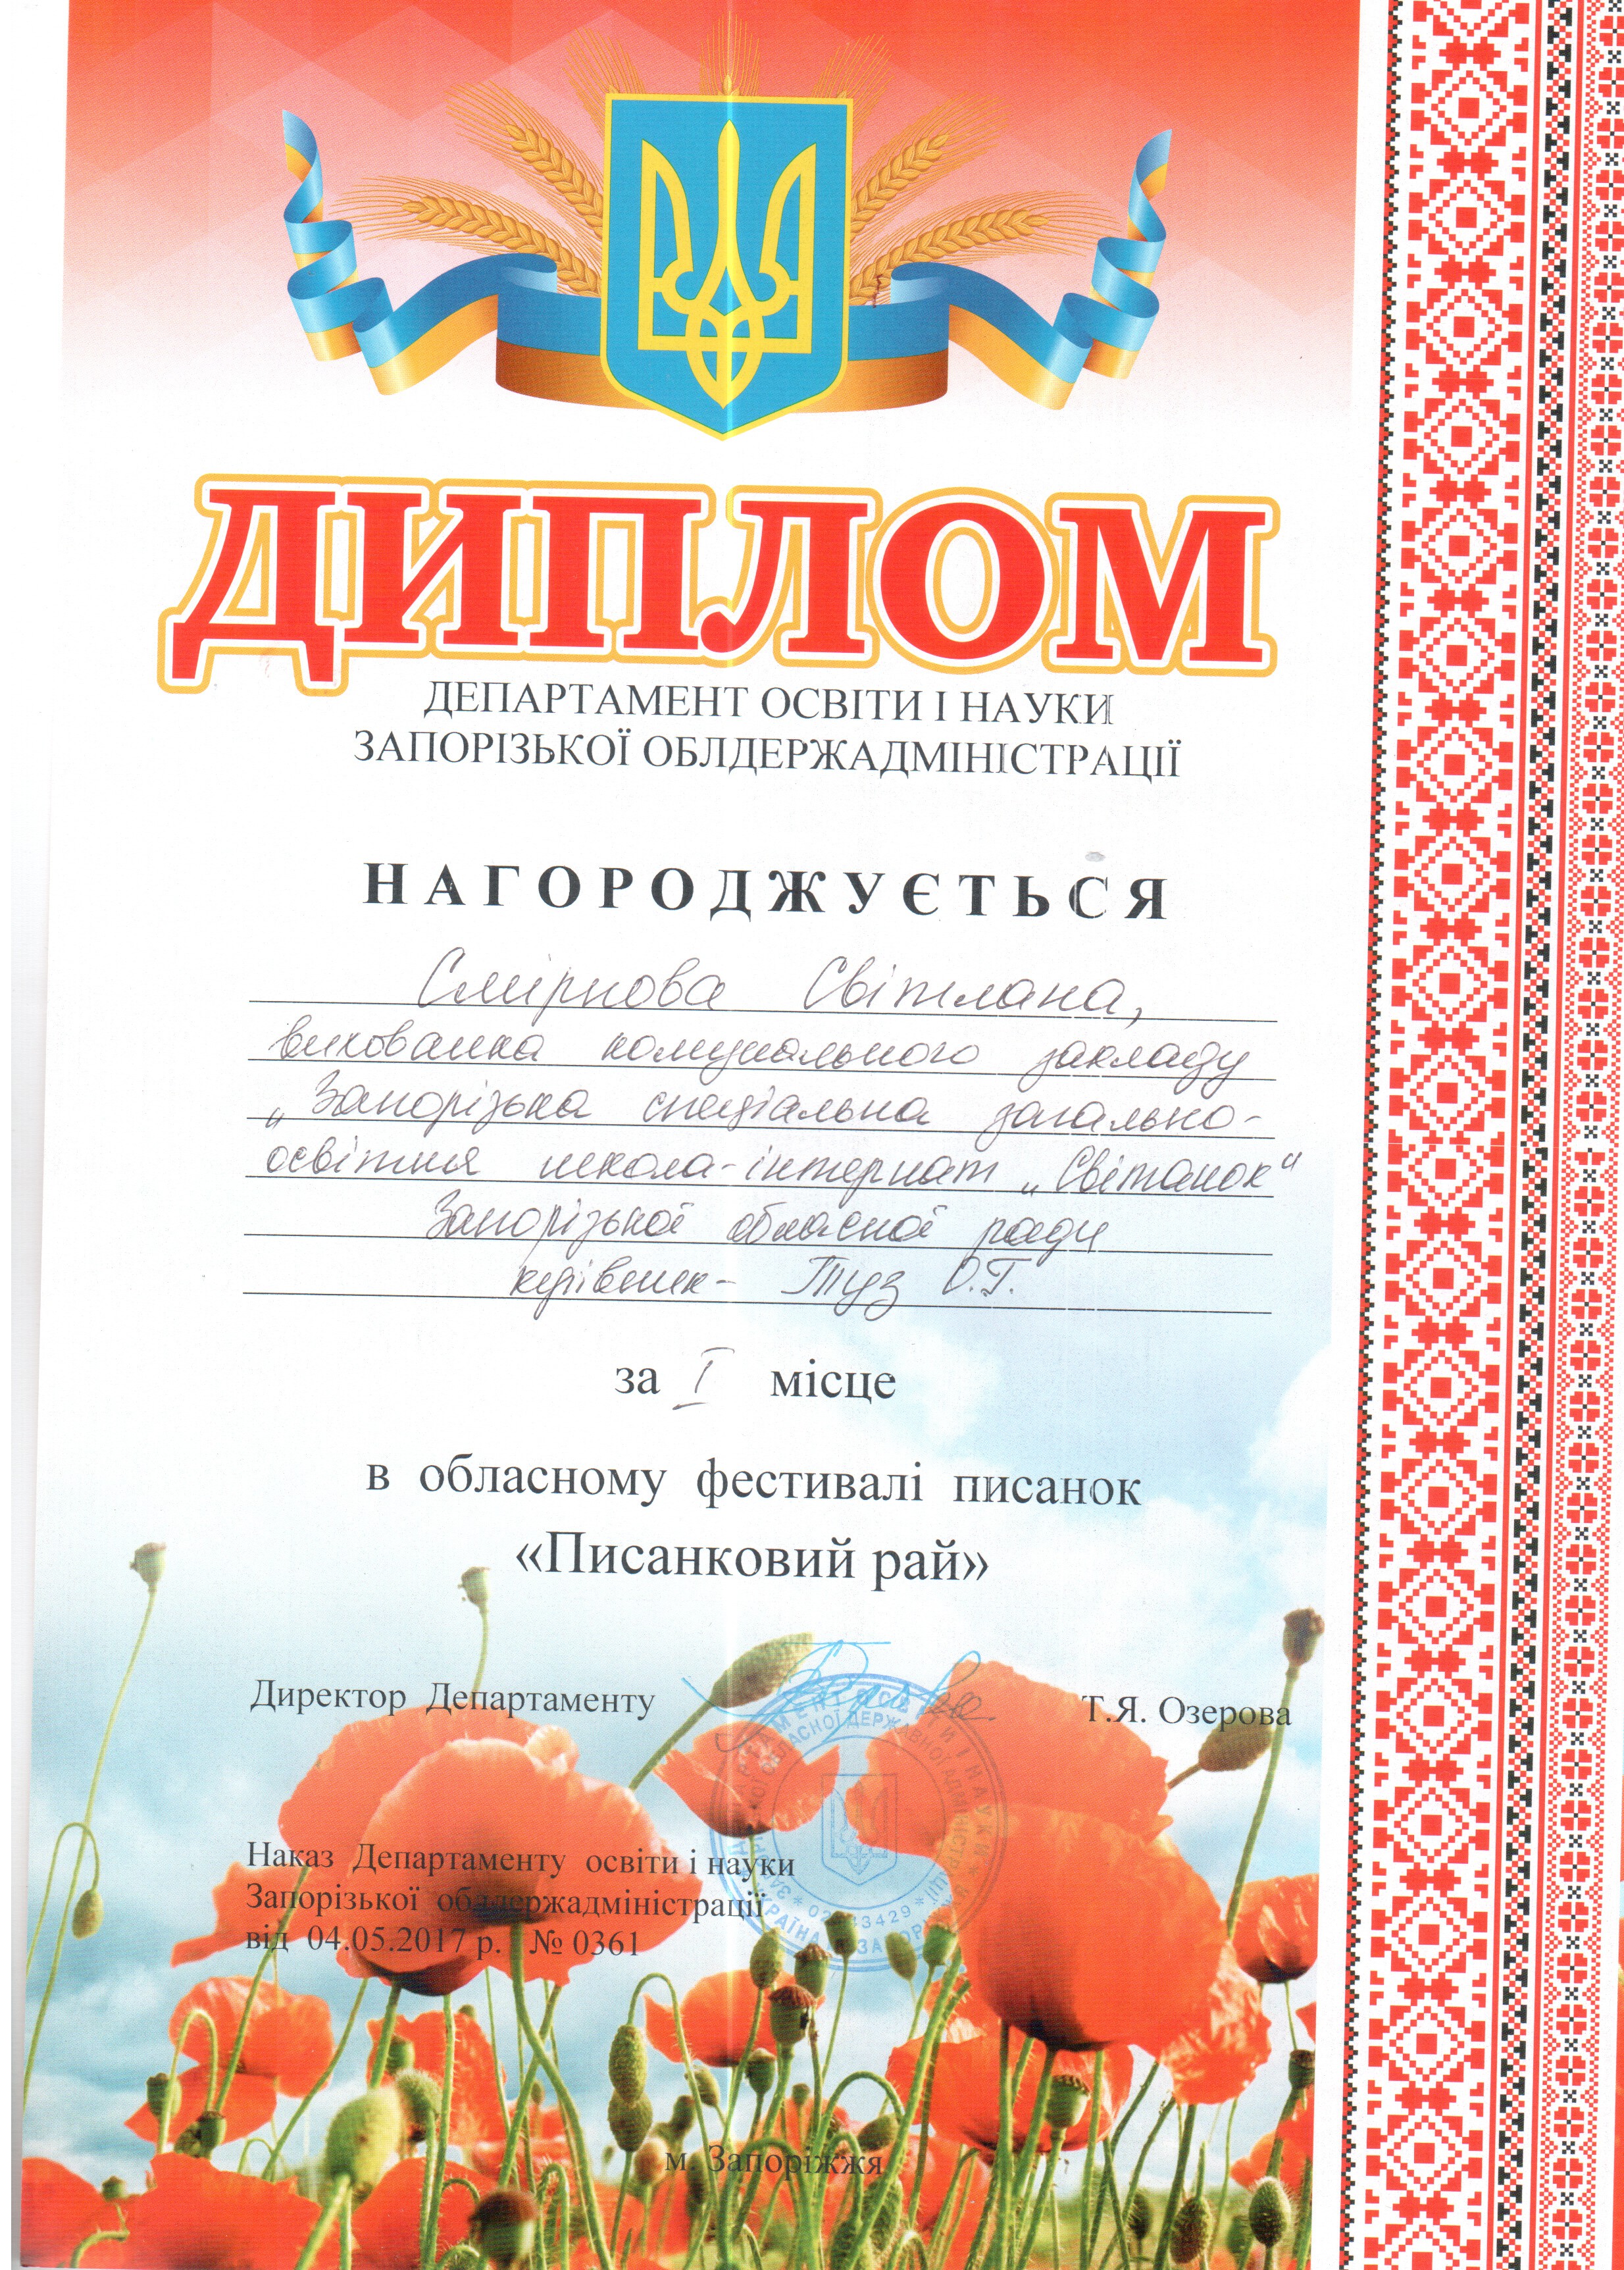 ДИПЛОМ
ДЕПАРТАМЕНТ ОСВІТИ І НАУКИ
ЗАПОРІЗЬКОЇ ОБЛДЕРЖАДМІНІСТРАЦІЇ
НАГОРОДЖУЄТЬСЯ
Смірнова Світлана,
вихованка комунального закладу
„Запорізька спеціальна загально-
освітня школа-інтернат „Світанок“
Запорізької обласної ради
керівник- Туз О.Г.
за I місце
в обласному фестивалі писанок
«Писанковий рай»
Директор Департаменту Т.Я. Озерова
Наказ Департаменту освіти і науки
Запорізької облдержадміністрації
від 04.05.2017 р. № 0361
м. Запоріжжя